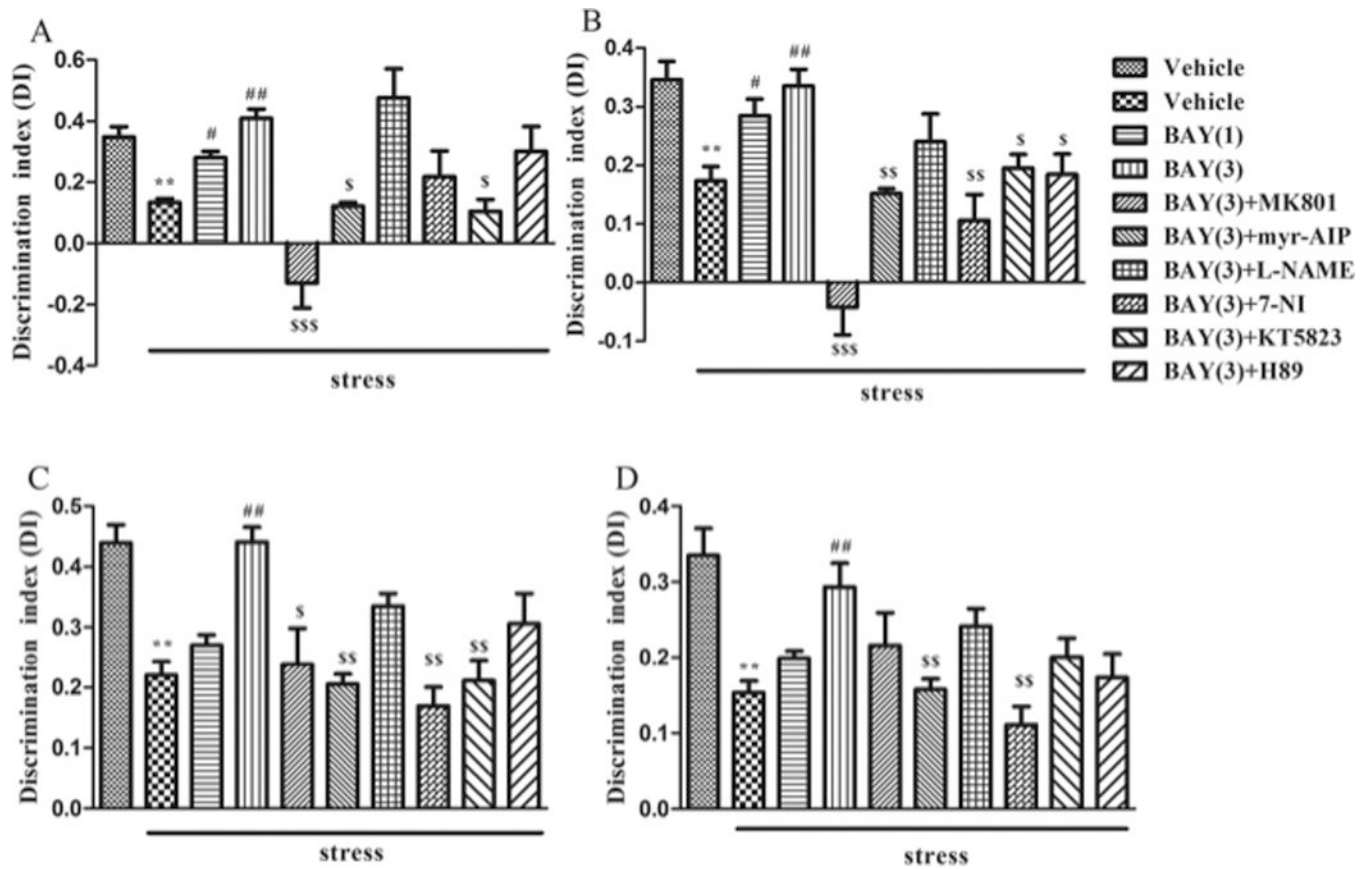 A
Discrimination index (DI)
0.6
0.4
0.2
0.0
-0.2
-0.4
**
#
##
$$$
$
$
stress
B
Discrimination index (DI)
0.4
0.3
0.2
0.1
0.0
-0.1
**
#
##
$$$
$$
$$
$
$
stress
Vehicle
Vehicle
BAY(1)
BAY(3)
BAY(3)+MK801
BAY(3)+myr-AIP
BAY(3)+L-NAME
BAY(3)+7-NI
BAY(3)+KT5823
BAY(3)+H89
C
Discrimination index (DI)
0.5
0.4
0.3
0.2
0.1
0.0
**
##
$
$$
$$
$$
stress
D
Discrimination index (DI)
0.4
0.3
0.2
0.1
0.0
**
##
$$
$$
stress